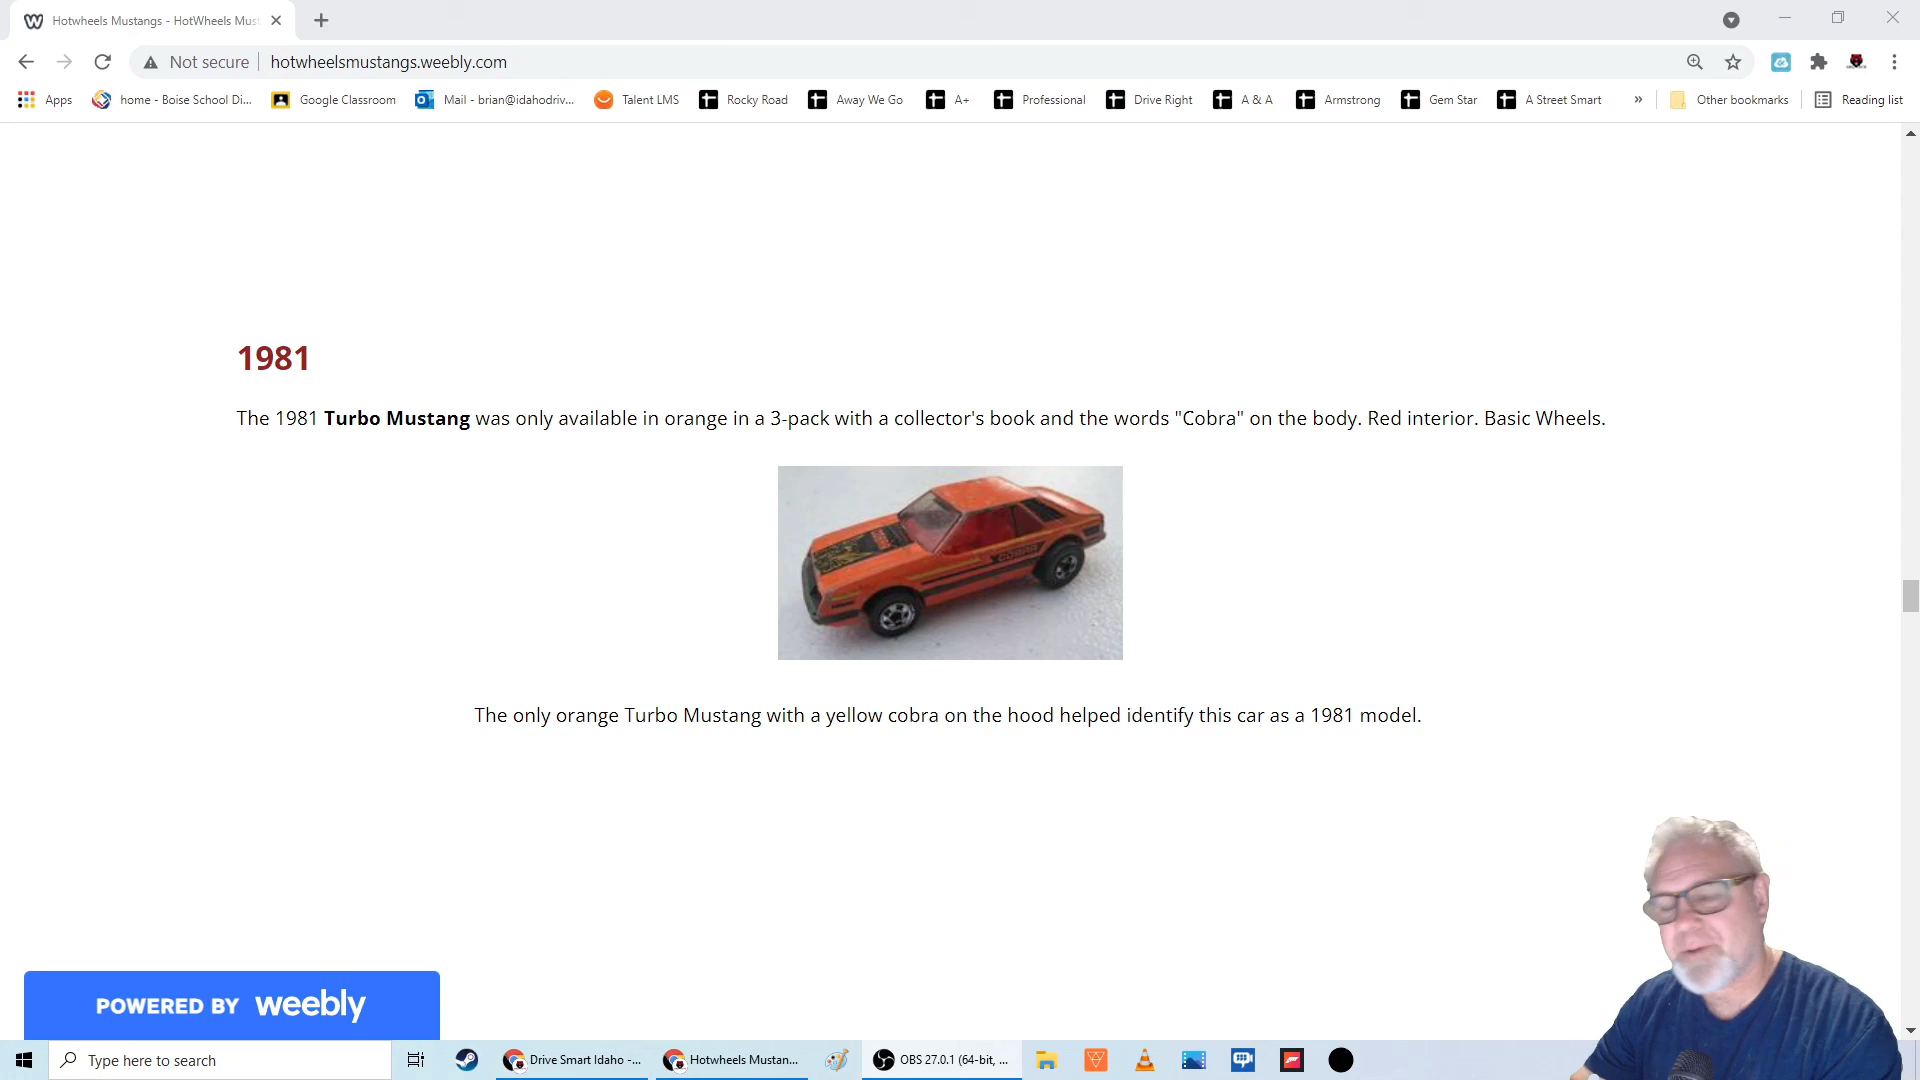 Hotwheels Mustangs - HotWheels Must
Not secure
hotwheelsmustangs.weebly.com
Apps
home - Boise School Di...
Google Classroom
Mail - brian@idahodriv...
Talent LMS
Rocky Road
Away We Go
A+
Professional
Drive Right
A & A
Armstrong
Gem Star
A Street Smart
»
Other bookmarks
Reading list
1981
The 1981 Turbo Mustang was only available in orange in a 3-pack with a collector's book and the words "Cobra" on the body. Red interior. Basic Wheels.
COBRA
The only orange Turbo Mustang with a yellow cobra on the hood helped identify this car as a 1981 model.
POWERED BY weebly
Type here to search
Drive Smart Idaho -...
Hotwheels Mustan...
OBS 27.0.1 (64-bit, ...